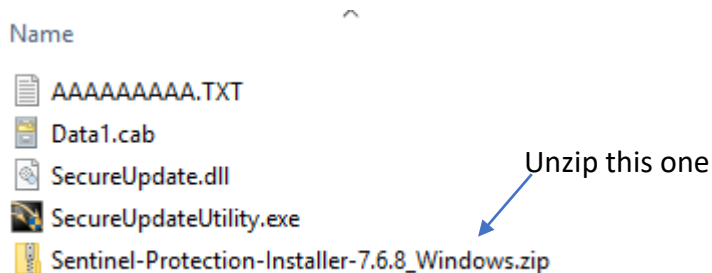 Name
AAAAAAAAA.TXT
Data1.cab
SecureUpdate.dll
Unzip this one
SecureUpdateUtility.exe
Sentinel-Protection-Installer-7.6.8_Windows.zip